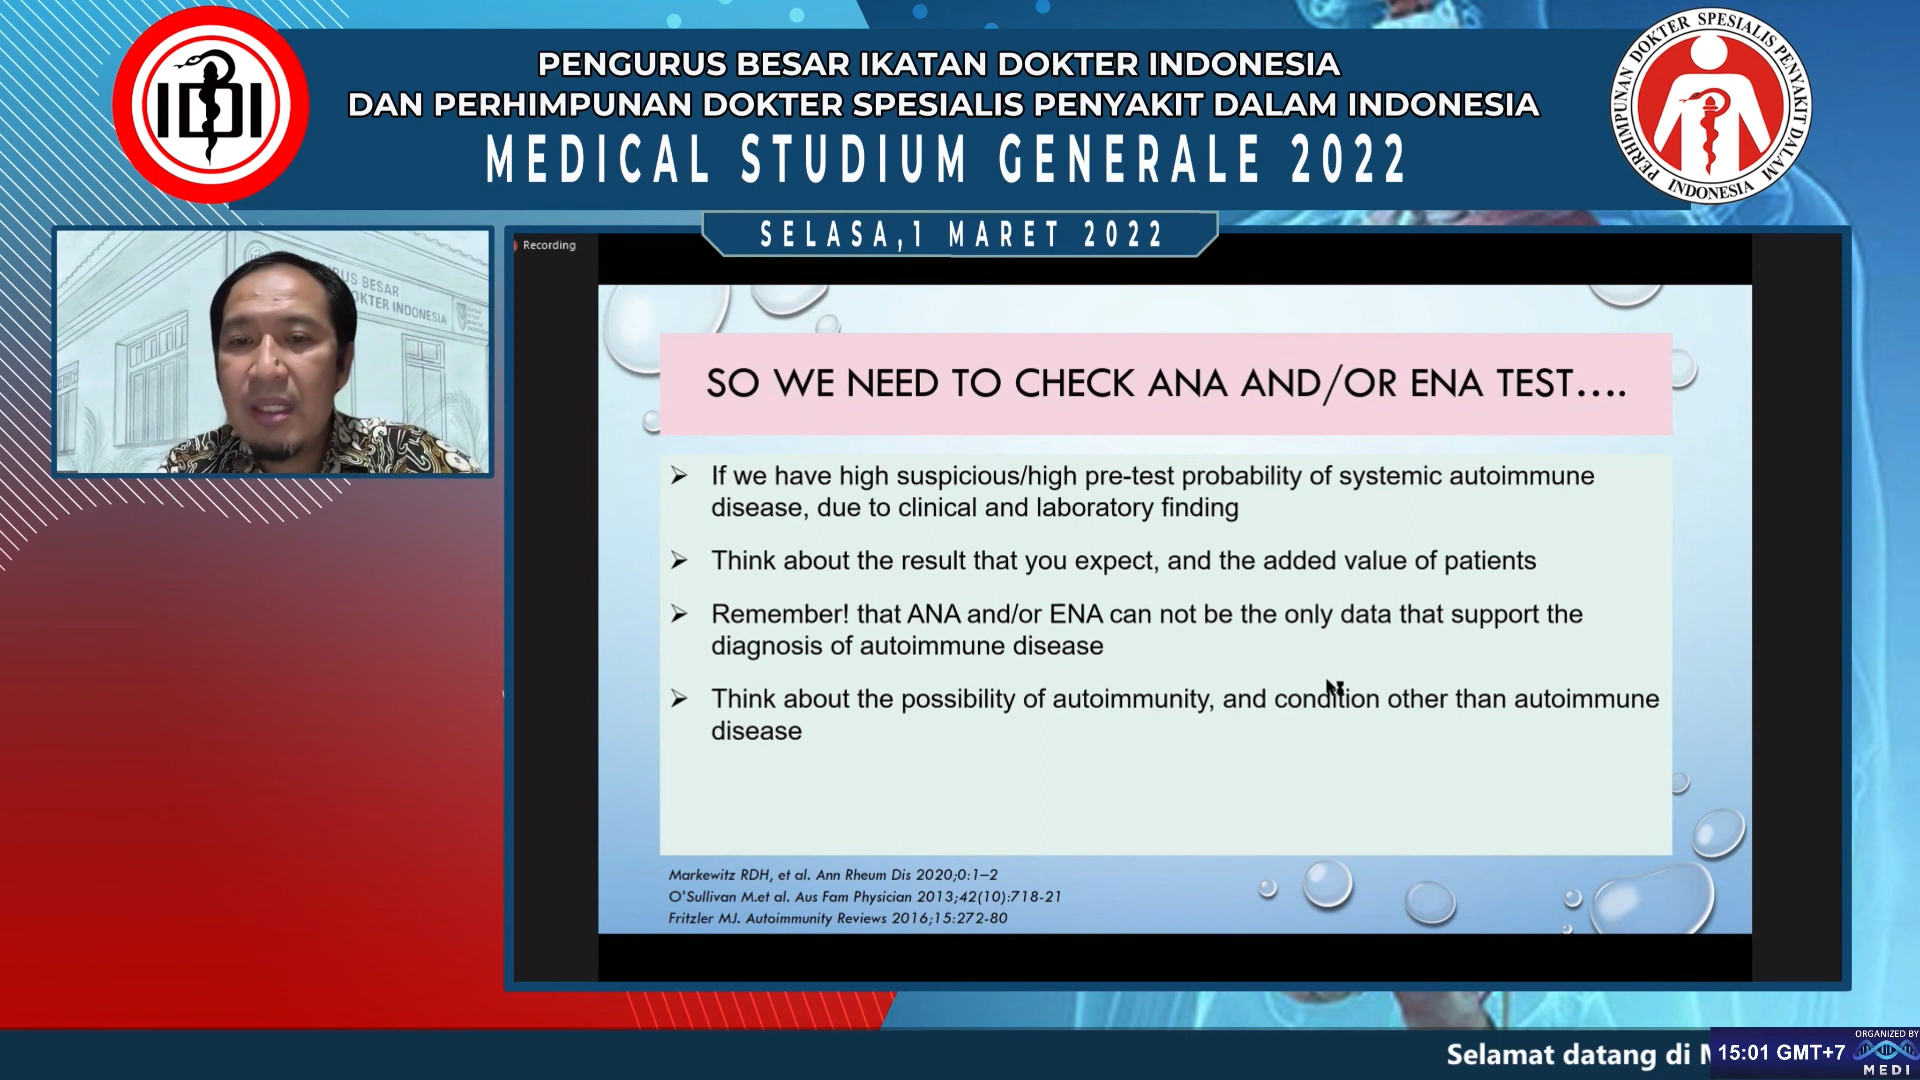 IDI
PENGURUS BESAR IKATAN DOKTER INDONESIA
DAN PERHIMPUNAN DOKTER SPESIALIS PENYAKIT DALAM INDONESIA
MEDICAL STUDIUM GENERALE 2022
PERHIMPUNAN DOKTER SPESIALIS PENYAKIT DALAM
INDONESIA
SELASA,1 MARET 2022
Recording
US BESAR
OKTER INDONESIA
SO WE NEED TO CHECK ANA AND/OR ENA TEST....
➢ If we have high suspicious/high pre-test probability of systemic autoimmune
disease, due to clinical and laboratory finding
➢ Think about the result that you expect, and the added value of patients
➢ Remember! that ANA and/or ENA can not be the only data that support the
diagnosis of autoimmune disease
➢ Think about the possibility of autoimmunity, and condition other than autoimmune
disease
Markewitz RDH, et al. Ann Rheum Dis 2020;0:1–2
O'Sullivan M.et al. Aus Fam Physician 2013;42(10):718-21
Fritzler MJ. Autoimmunity Reviews 2016;15:272-80
Selamat datang di M
15:01 GMT+7
ORGANIZED BY
MEDI